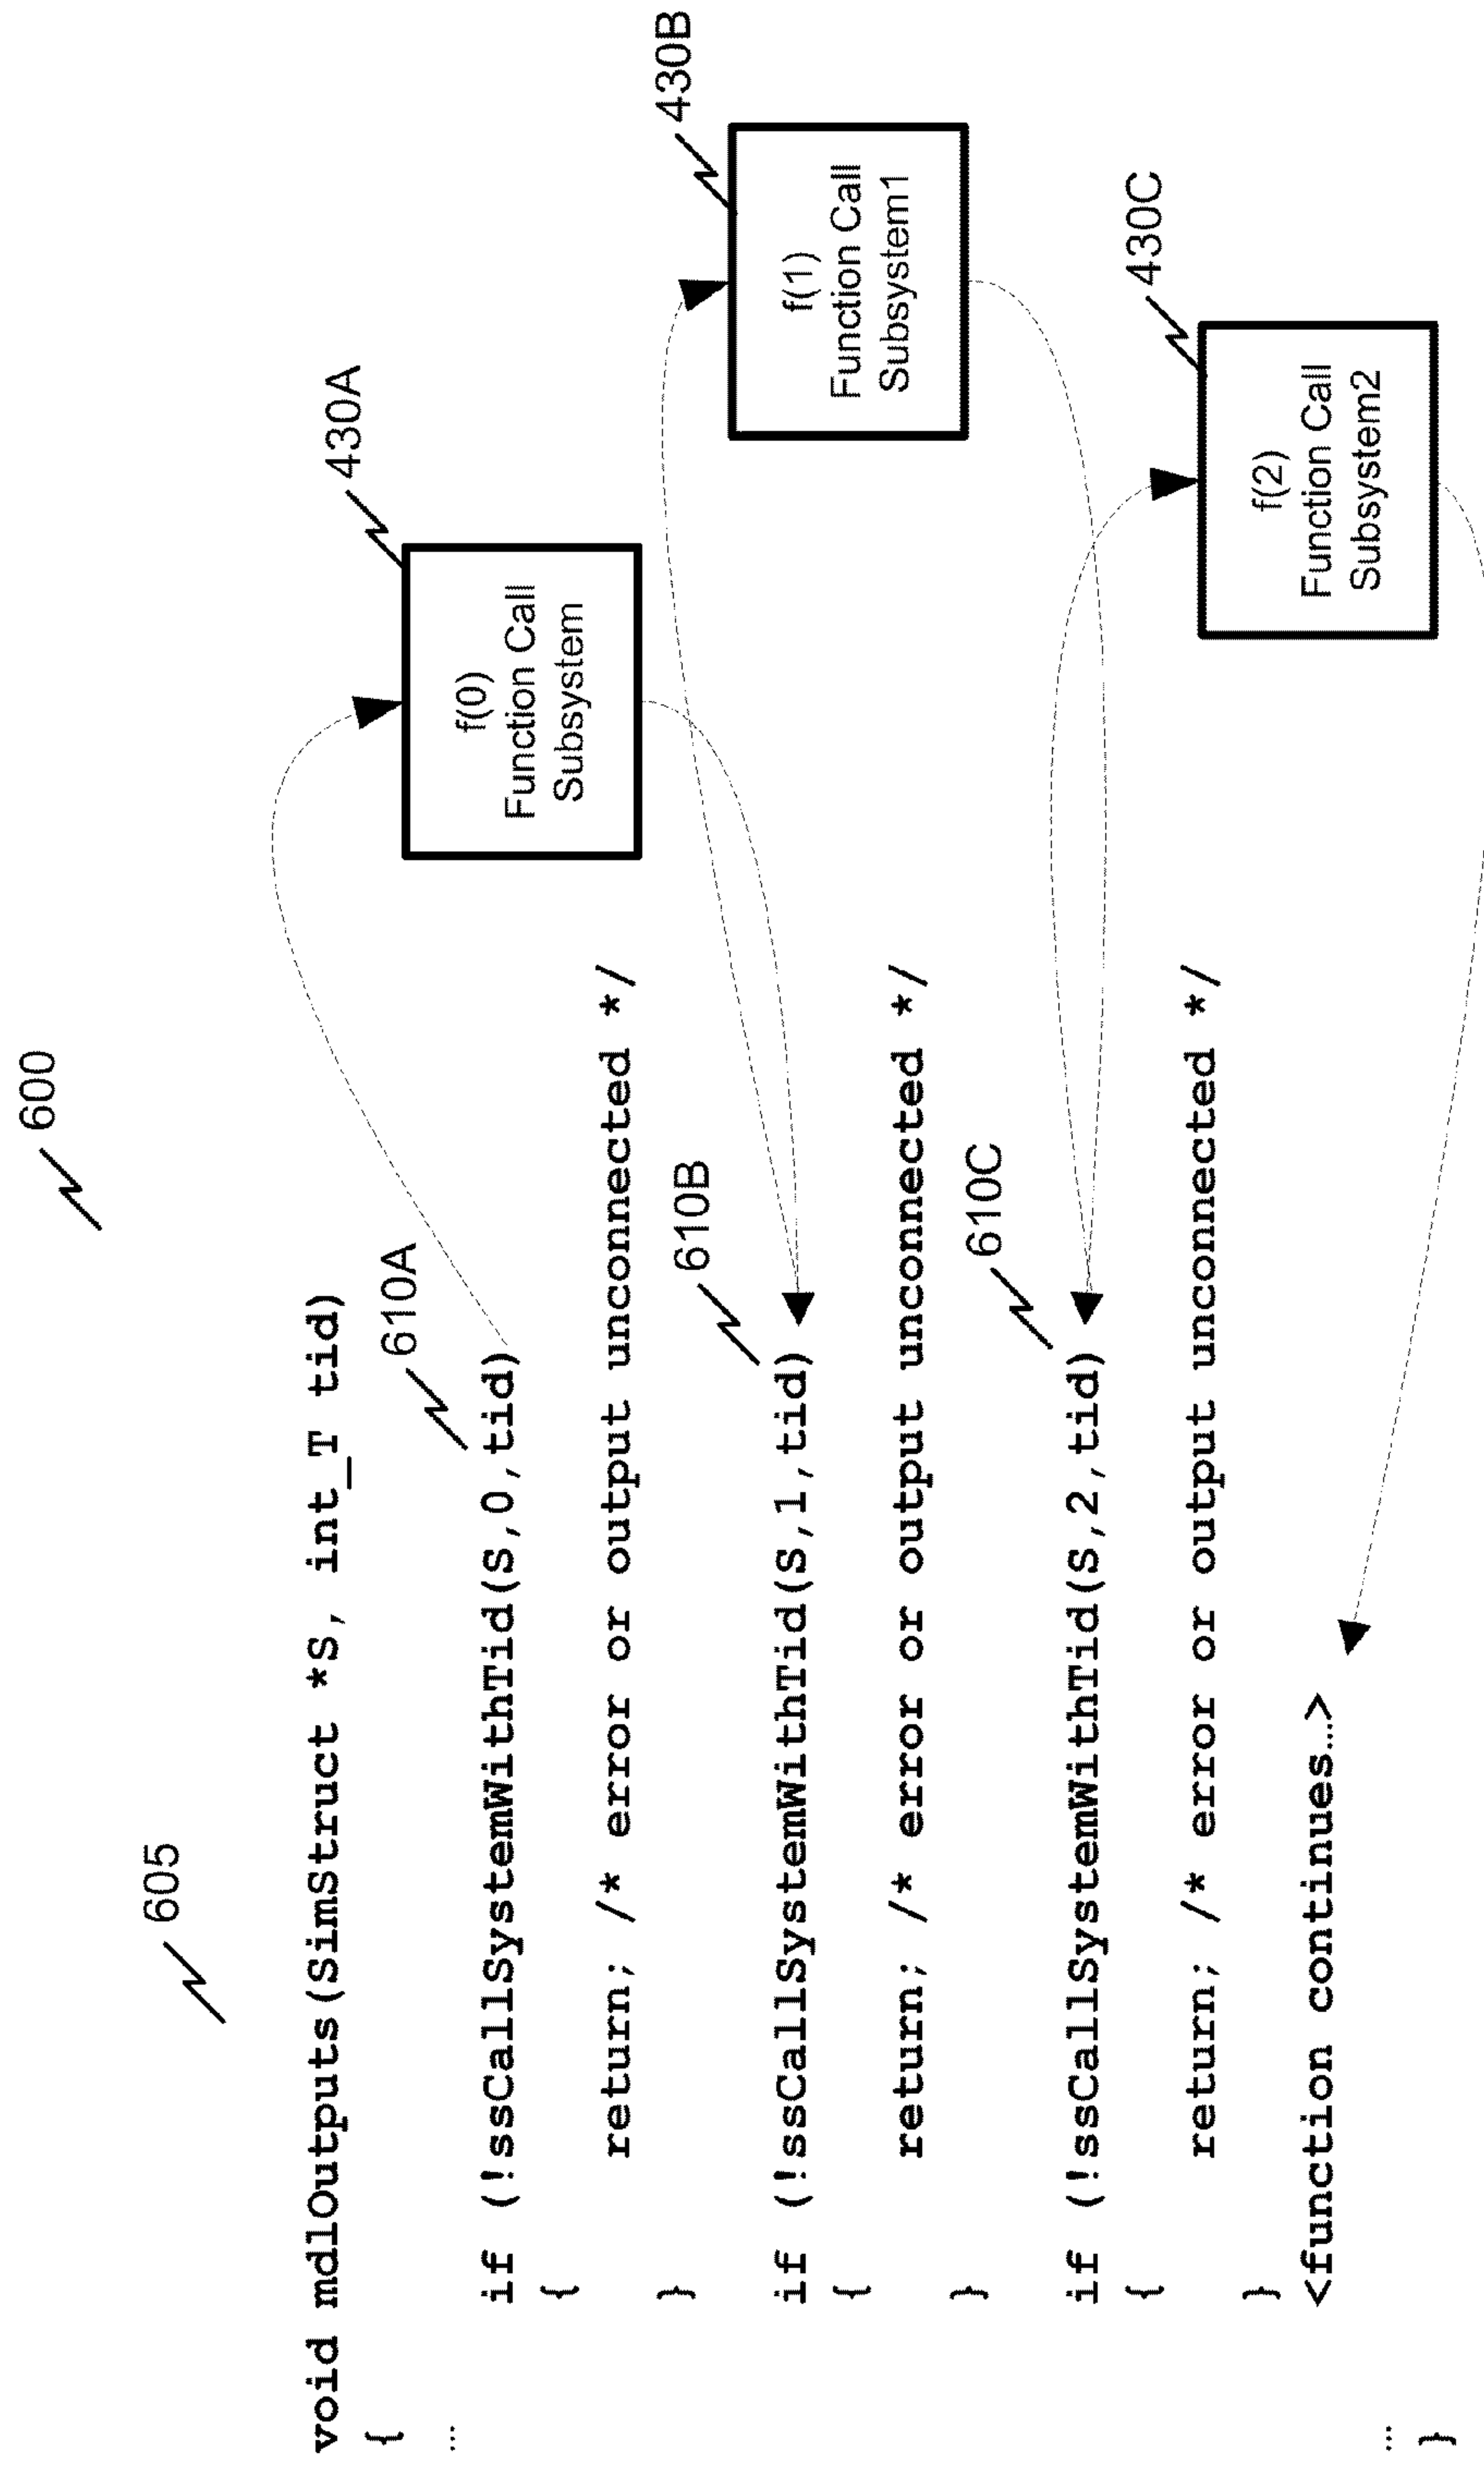 600
605
void mdlOutputs(SimStruct *S, int_T tid)
{
...
610A
if (!ssCallSystemWithTid(S,0,tid)
{
return; /* error or output unconnected */
}
610B
if (!ssCallSystemWithTid(S,1,tid)
{
return; /* error or output unconnected */
}
610C
if (!ssCallSystemWithTid(S,2,tid)
{
return; /* error or output unconnected */
}
<function continues…>
...
}
430A
f(0)
Function Call
Subsystem
430B
f(1)
Function Call
Subsystem1
430C
f(2)
Function Call
Subsystem2